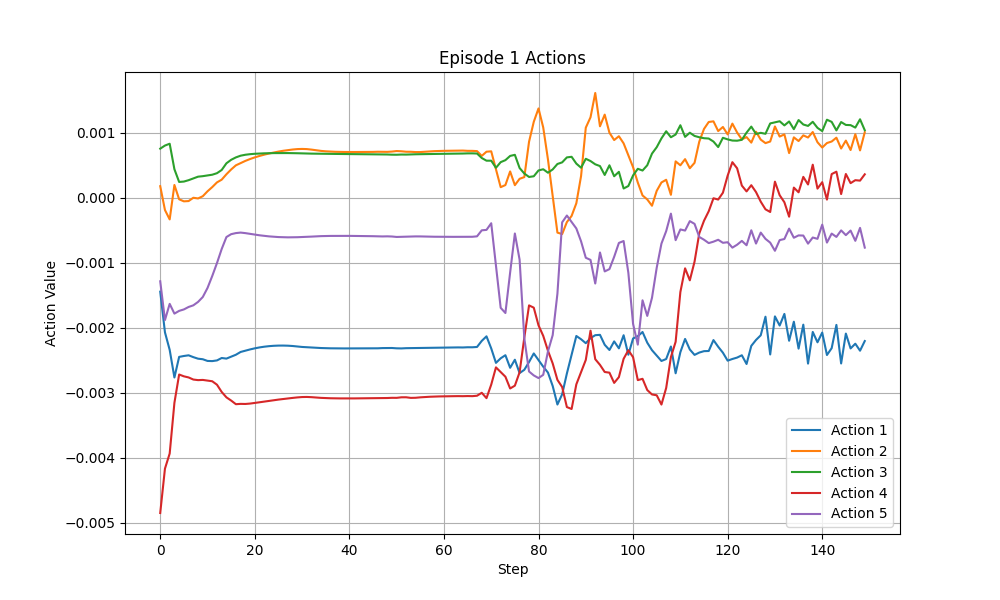 Episode 1 Actions
Action Value
0.001
0.000
−0.001
−0.002
−0.003
−0.004
−0.005
0 20 40 60 80 100 120 140
Step
Action 1
Action 2
Action 3
Action 4
Action 5